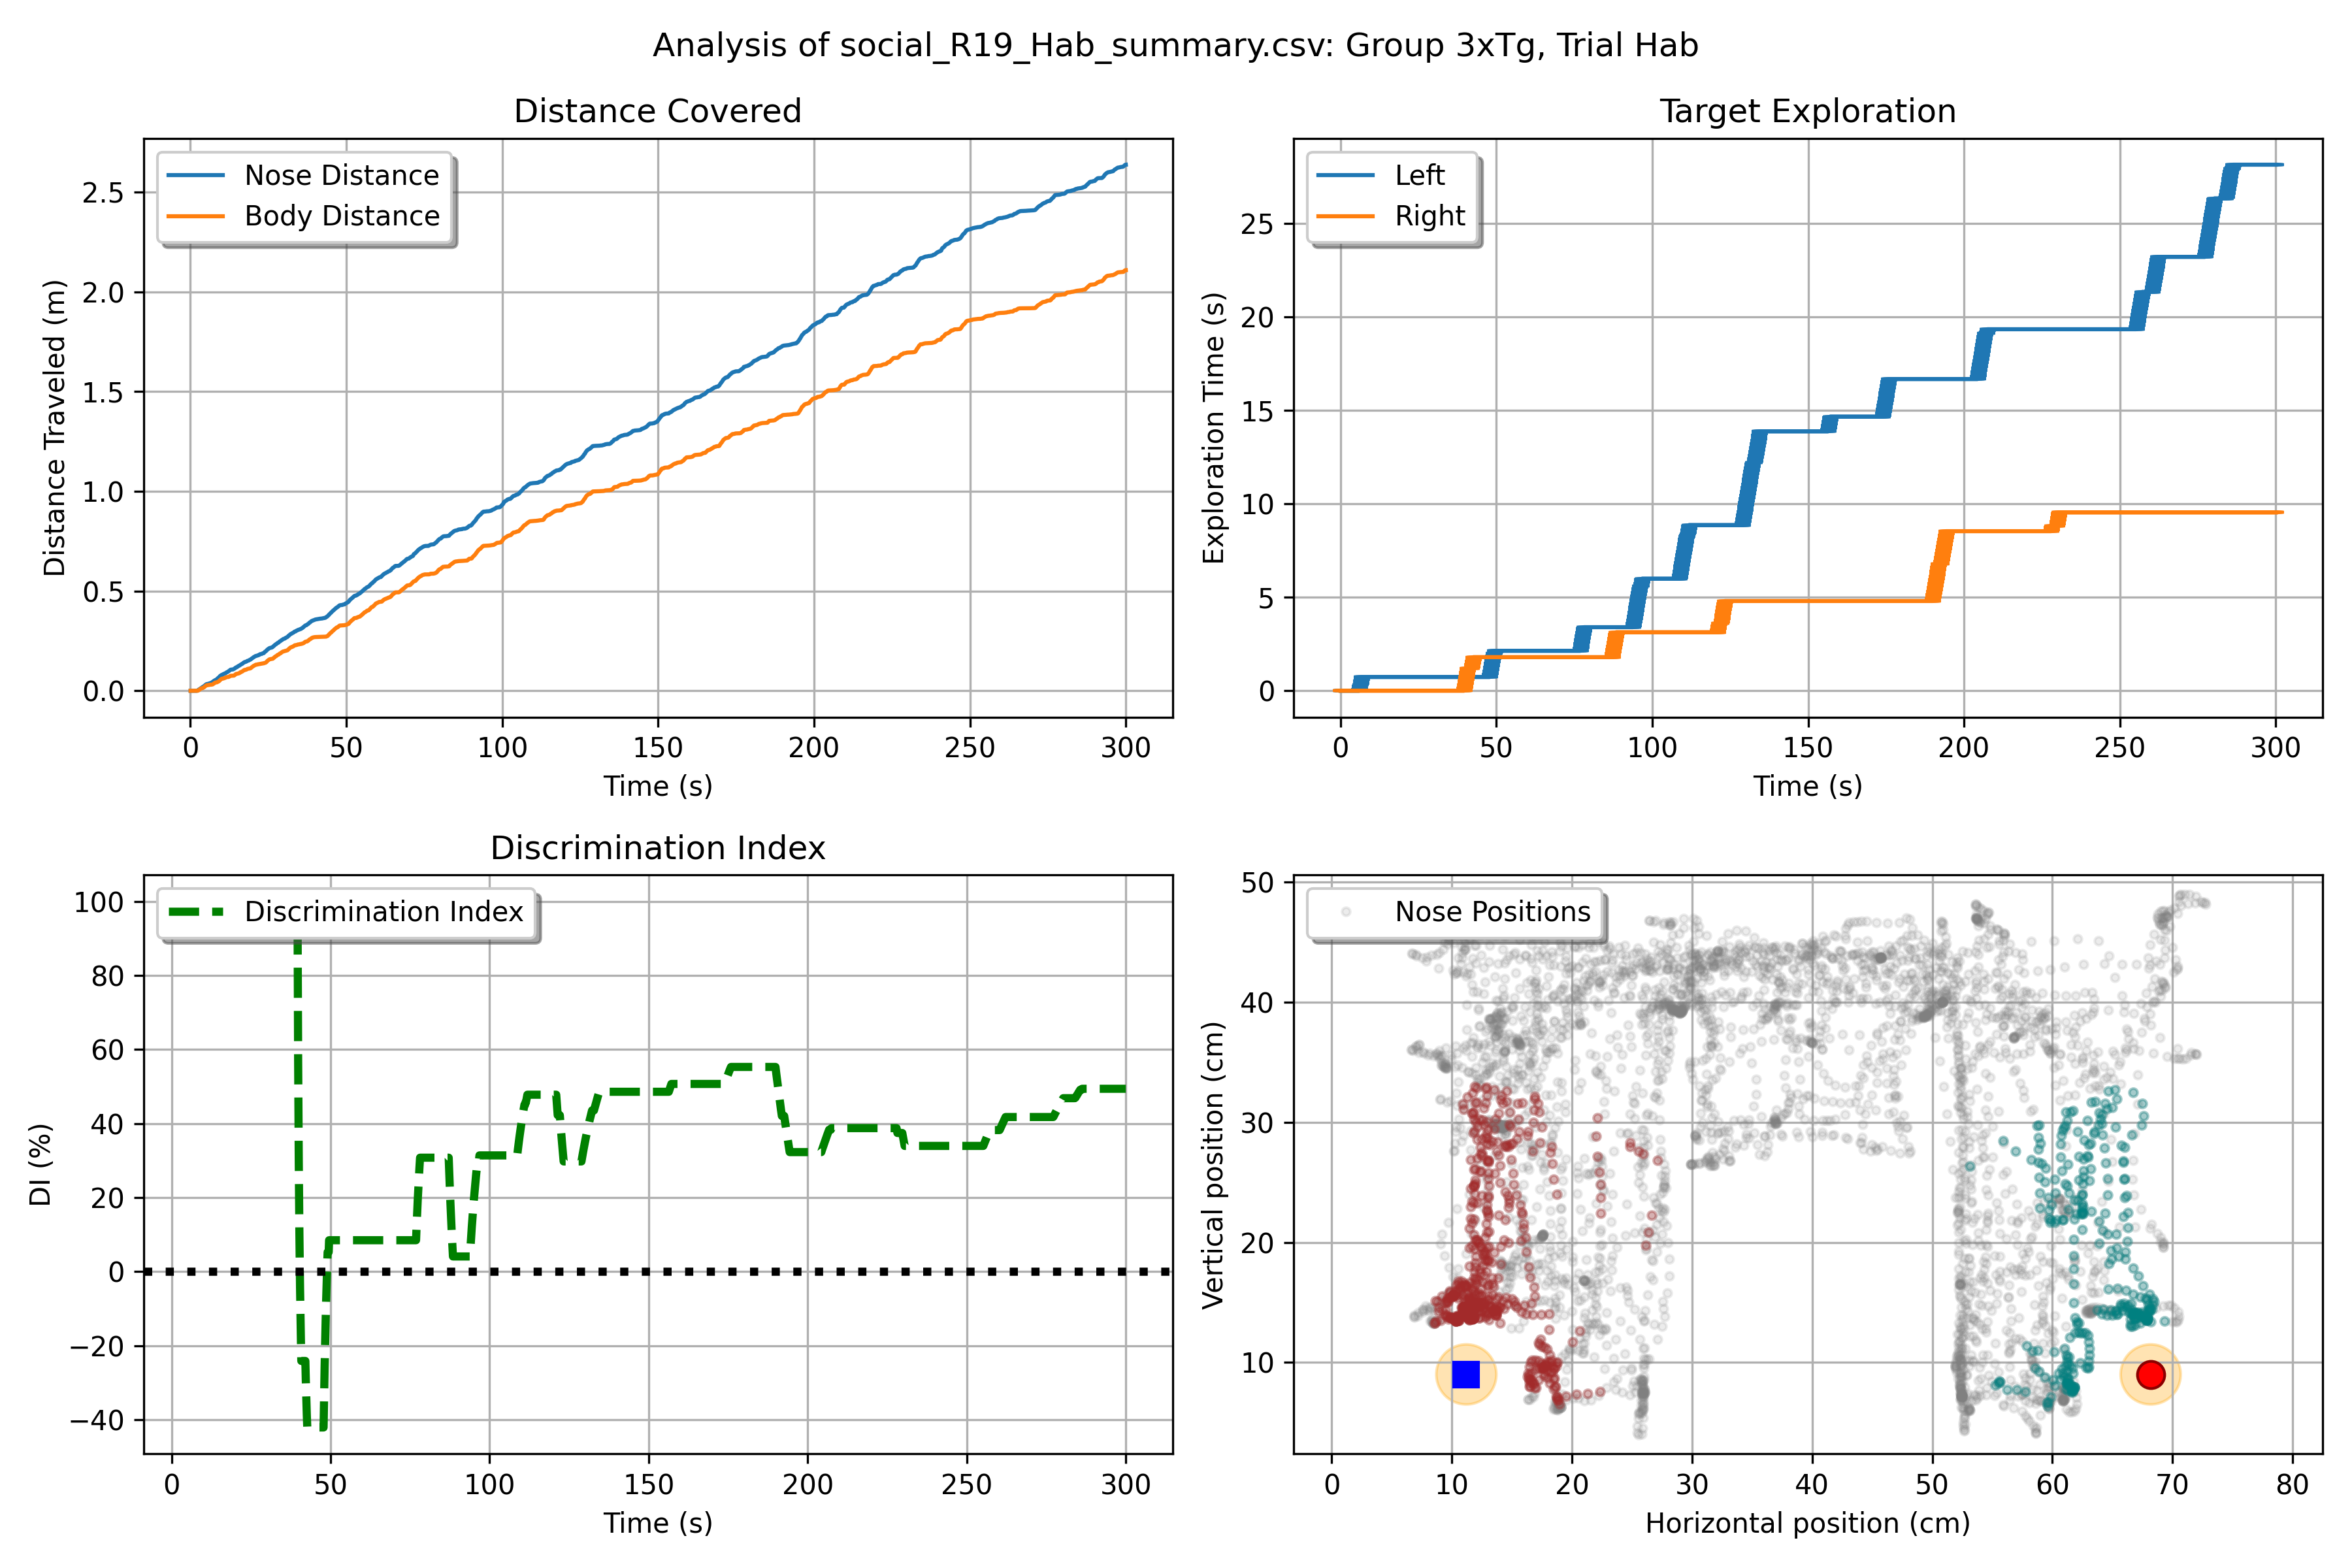 Analysis of social_R19_Hab_summary.csv: Group 3xTg, Trial Hab
Distance Covered
Nose Distance
Body Distance
Distance Traveled (m)
2.5
2.0
1.5
1.0
0.5
0.0
0 50 100 150 200 250 300
Time (s)
Target Exploration
Left
Right
Exploration Time (s)
25
20
15
10
5
0
0 50 100 150 200 250 300
Time (s)
Discrimination Index
Discrimination Index
DI (%)
100
80
60
40
20
0
−20
−40
0 50 100 150 200 250 300
Time (s)
Nose Positions
Vertical position (cm)
50
40
30
20
10
0 10 20 30 40 50 60 70 80
Horizontal position (cm)